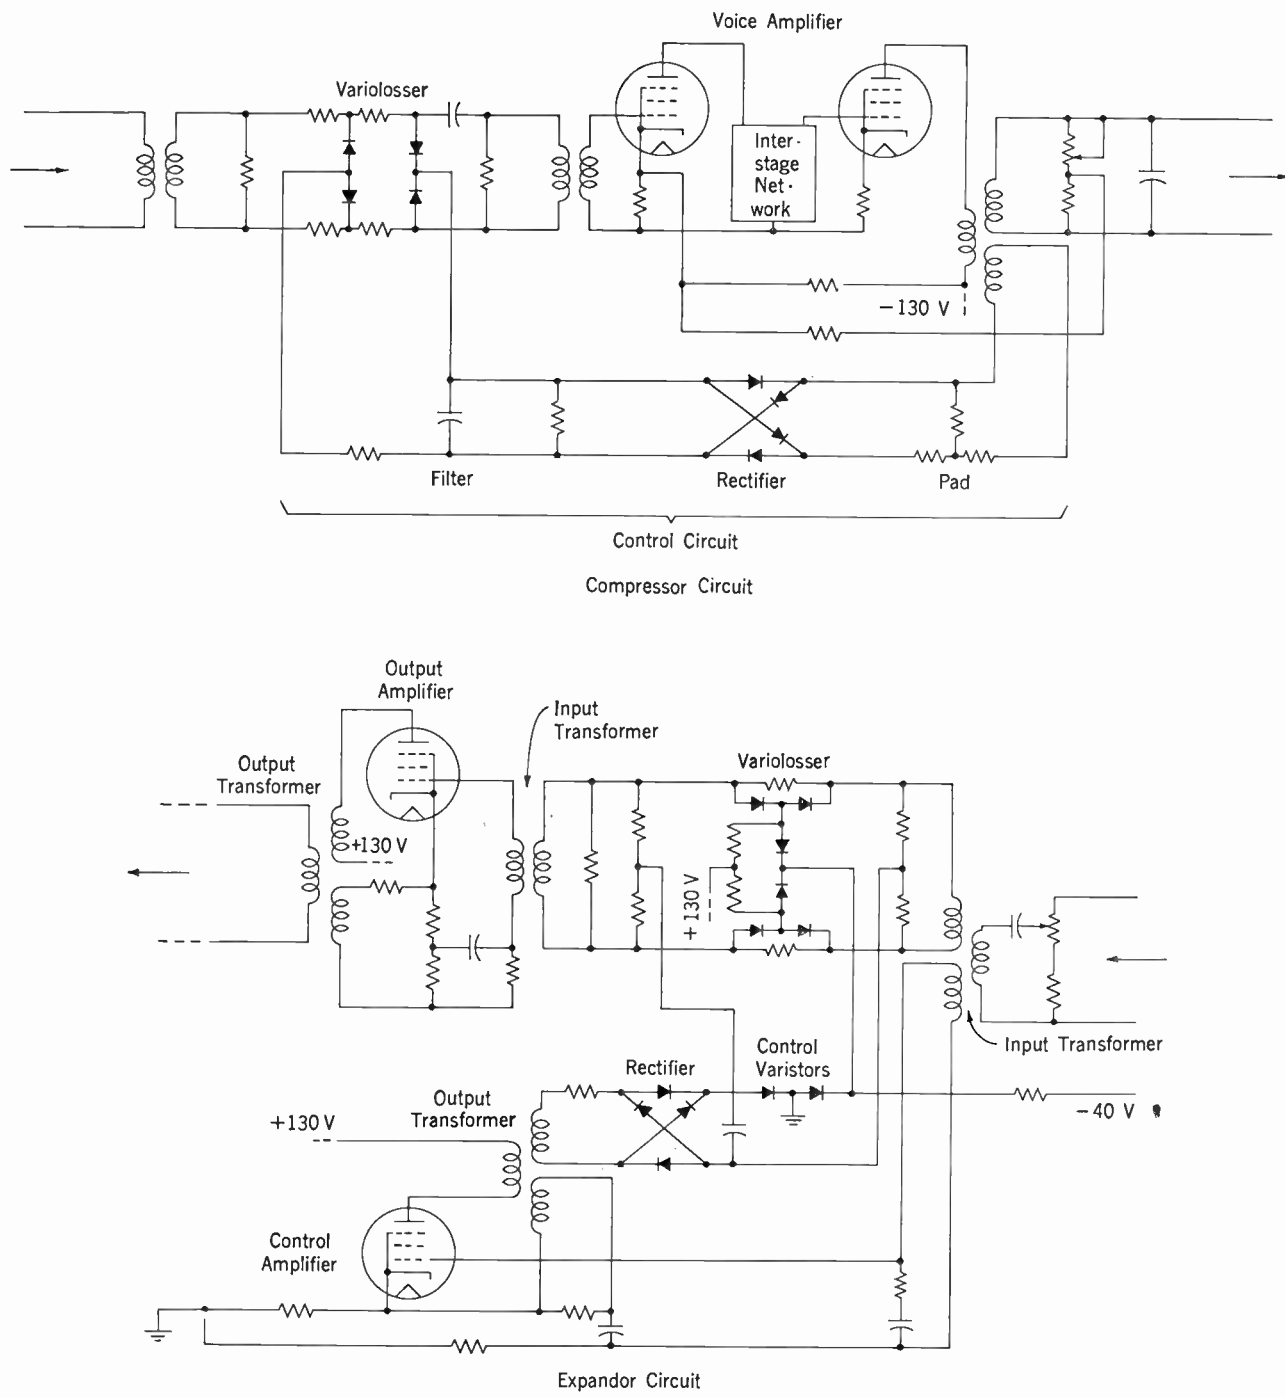 Voice Amplifier
Variolosser
Inter-
stage
Net-
work
−130 V
Filter
Rectifier
Pad
Control Circuit
Compressor Circuit
Output
Amplifier
Input
Transformer
Output
Transformer
Variolosser
+130 V
+130 V
Input Transformer
Control
Varistors
Rectifier
Output
Transformer
−40 V
+130 V
Control
Amplifier
Expandor Circuit